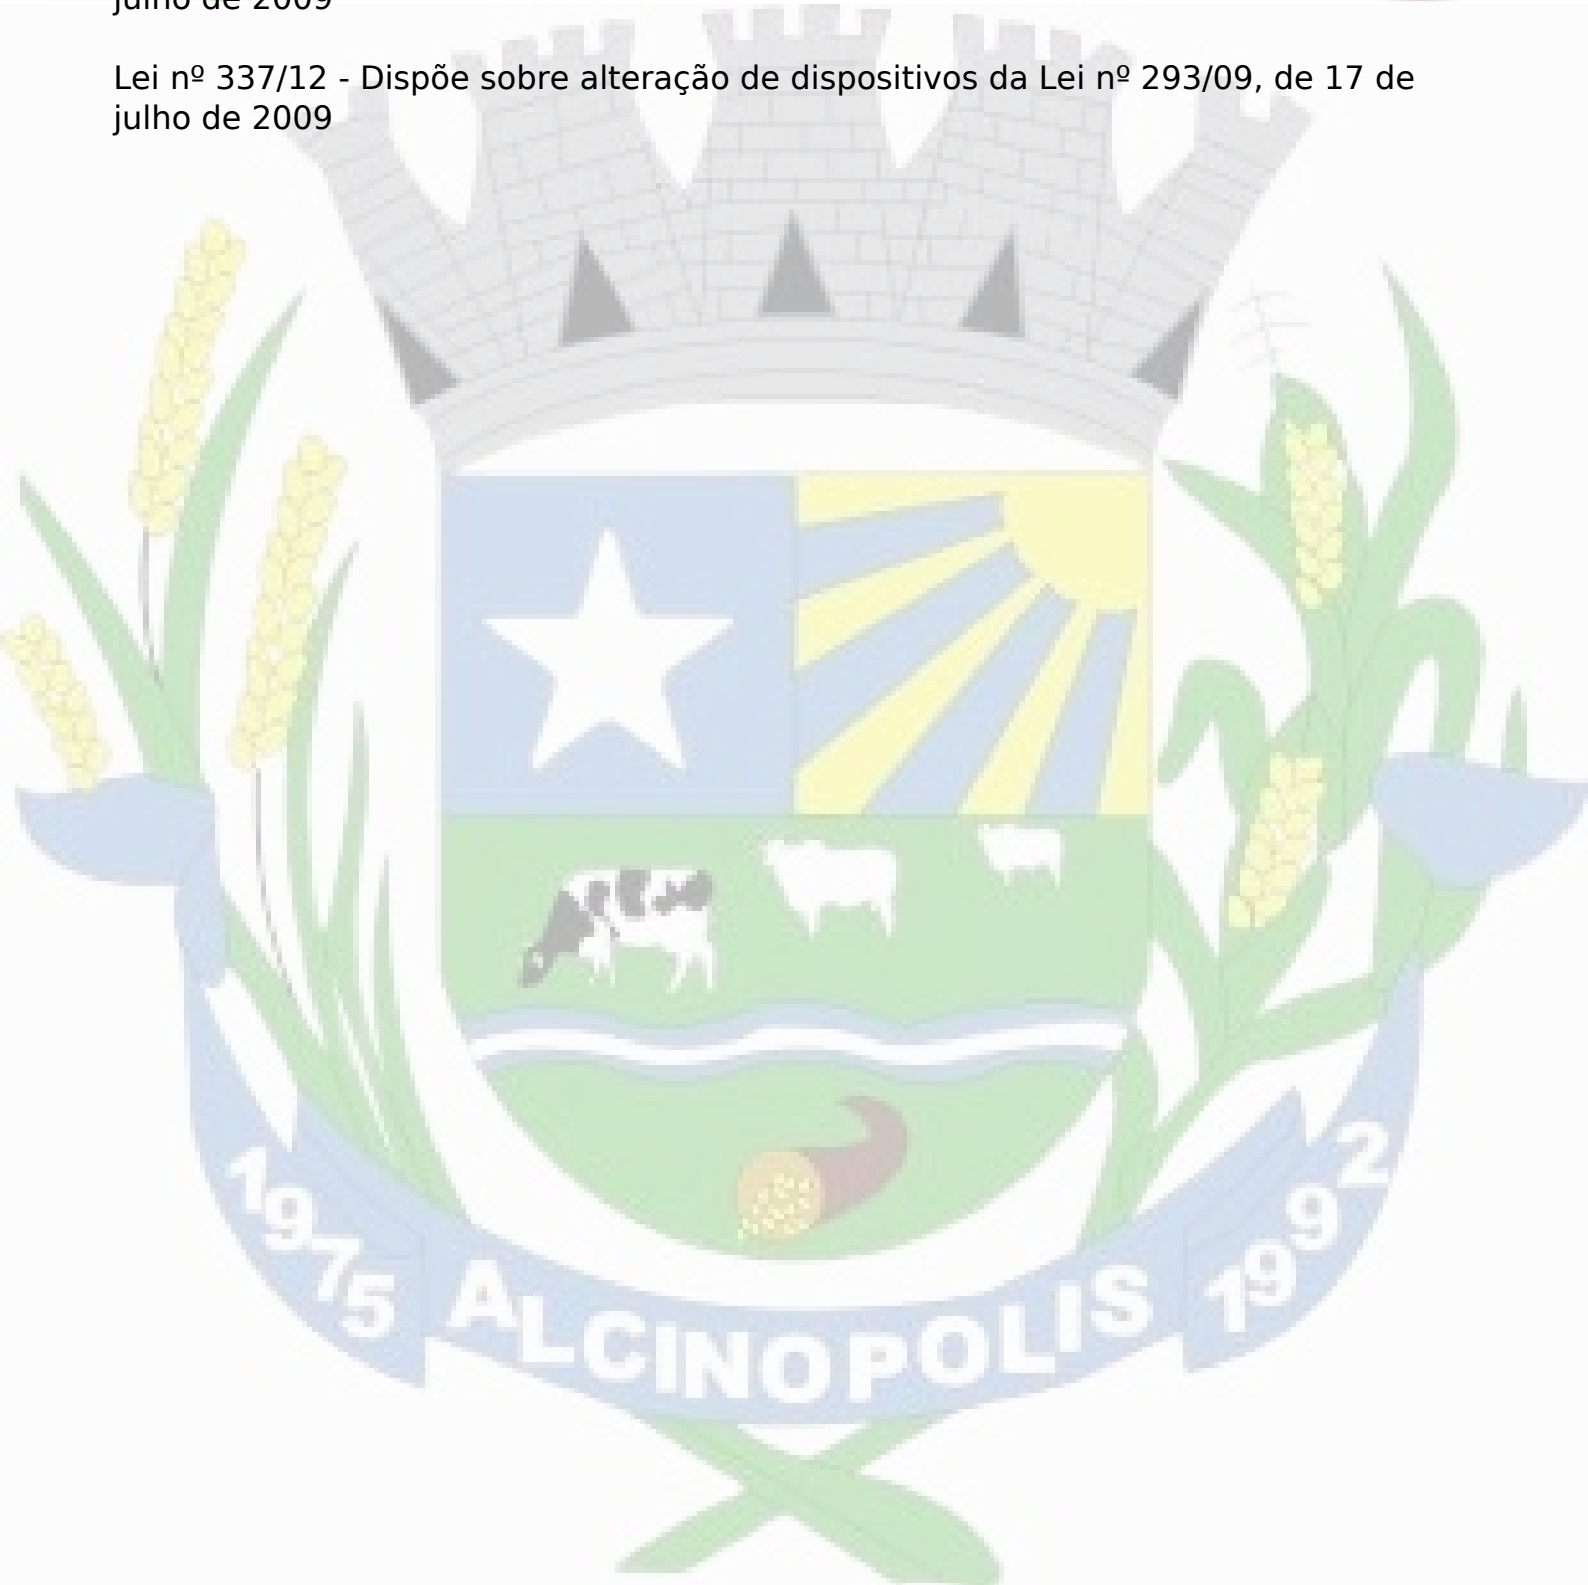 julho de 2009
Lei nº 337/12 - Dispõe sobre alteração de dispositivos da Lei nº 293/09, de 17 de
julho de 2009
1975 ALCINOPOLIS 1992